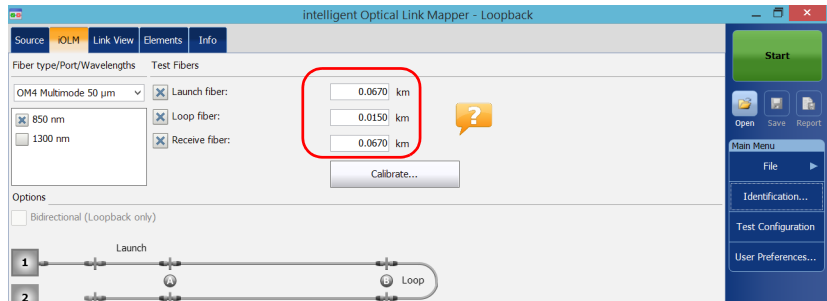 intelligent Optical Link Mapper - Loopback
Source iOLM Link View Elements Info
Fiber type/Port/Wavelengths Test Fibers
OM4 Multimode 50 µm
850 nm
1300 nm
Launch fiber: 0.0670 km
Loop fiber: 0.0150 km
Receive fiber: 0.0670 km
?
Calibrate...
Options
Bidirectional (Loopback only)
Launch
1
A
B Loop
2
Start
Open Save Report
Main Menu
File
Identification...
Test Configuration
User Preferences...